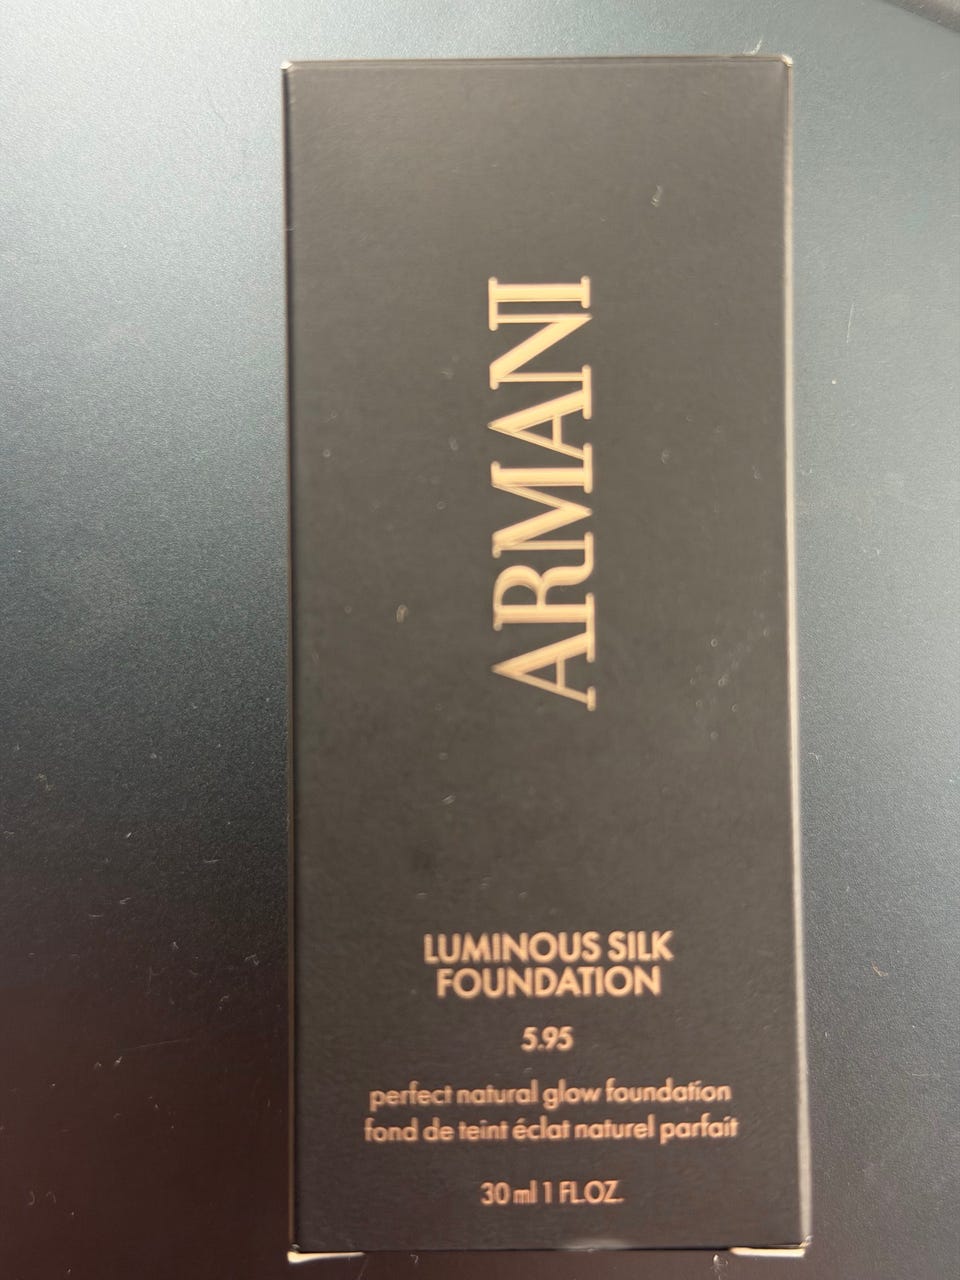 ARMANI
LUMINOUS SILK
FOUNDATION
5.95
perfect natural glow foundation
fond de teint éclat naturel parfait
30 ml 1 FL.OZ.